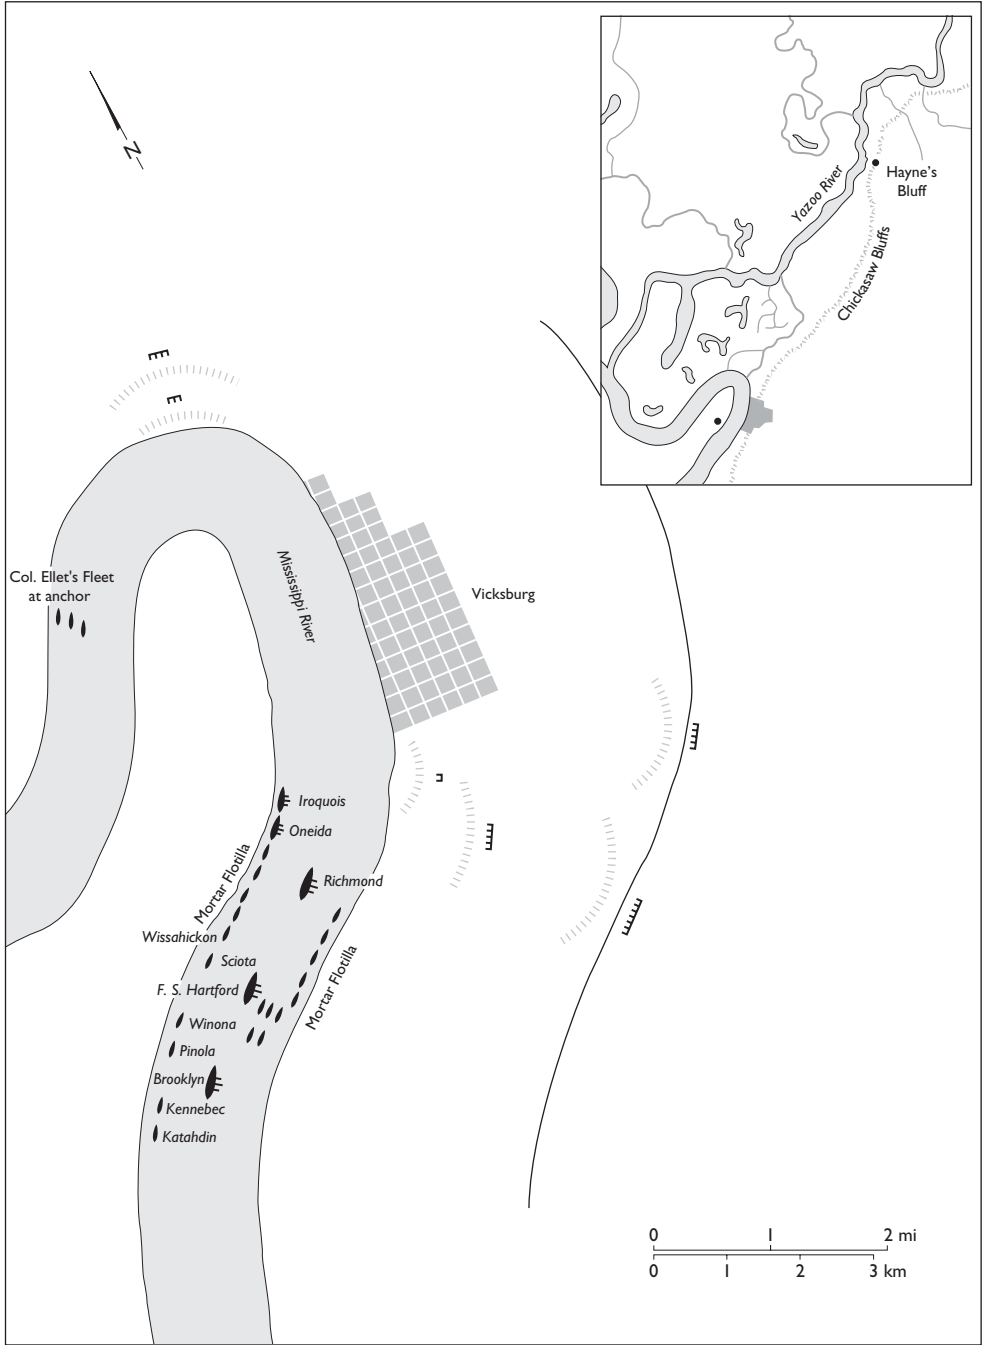 N
Yazoo River
Hayne's
Bluff
Chickasaw Bluffs
Col. Ellet's Fleet
at anchor
Mississippi River
Vicksburg
Iroquois
Oneida
Mortar Flotilla
Richmond
Wissahickon
Sciota
F. S. Hartford
Mortar Flotilla
Winona
Pinola
Brooklyn
Kennebec
Katahdin
0 1 2 mi
0 1 2 3 km